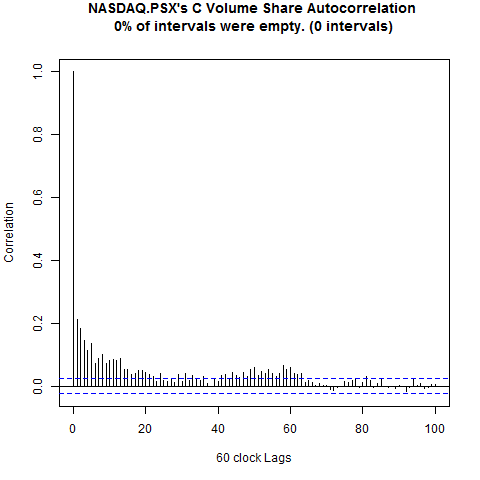 NASDAQ.PSX's C Volume Share Autocorrelation
0% of intervals were empty. (0 intervals)
Correlation
1.0
0.8
0.6
0.4
0.2
0.0
0 20 40 60 80 100
60 clock Lags